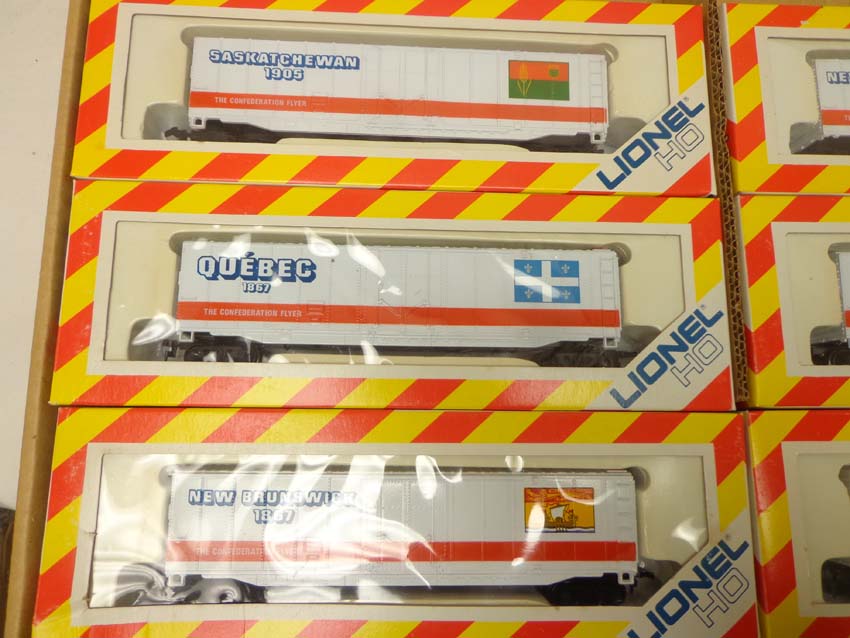 SASKATCHEWAN
1905
THE CONFEDERATION FLYER
LIONEL
HO
QUÉBEC
1867
THE CONFEDERATION FLYER
LIONEL
HO
NEW BRUNSWICK
1867
THE CONFEDERATION FLYER
LIONEL
HO